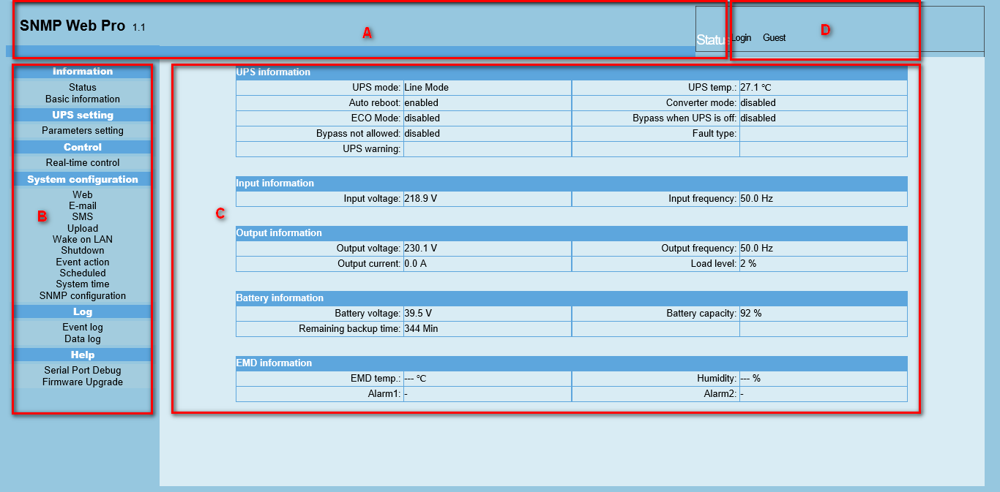 SNMP Web Pro 1.1
A
Status
Login Guest
D
Information
Status
Basic information
UPS setting
Parameters setting
Control
Real-time control
System configuration
Web
E-mail
SMS
Upload
Wake on LAN
Shutdown
Event action
Scheduled
System time
SNMP configuration
Log
Event log
Data log
Help
Serial Port Debug
Firmware Upgrade
B
C
UPS information
UPS mode: Line Mode UPS temp.: 27.1 ℃
Auto reboot: enabled Converter mode: disabled
ECO Mode: disabled Bypass when UPS is off: disabled
Bypass not allowed: disabled Fault type:
UPS warning:
Input information
Input voltage: 218.9 V Input frequency: 50.0 Hz
Output information
Output voltage: 230.1 V Output frequency: 50.0 Hz
Output current: 0.0 A Load level: 2 %
Battery information
Battery voltage: 39.5 V Battery capacity: 92 %
Remaining backup time: 344 Min
EMD information
EMD temp.: --- ℃ Humidity: --- %
Alarm1: - Alarm2: -